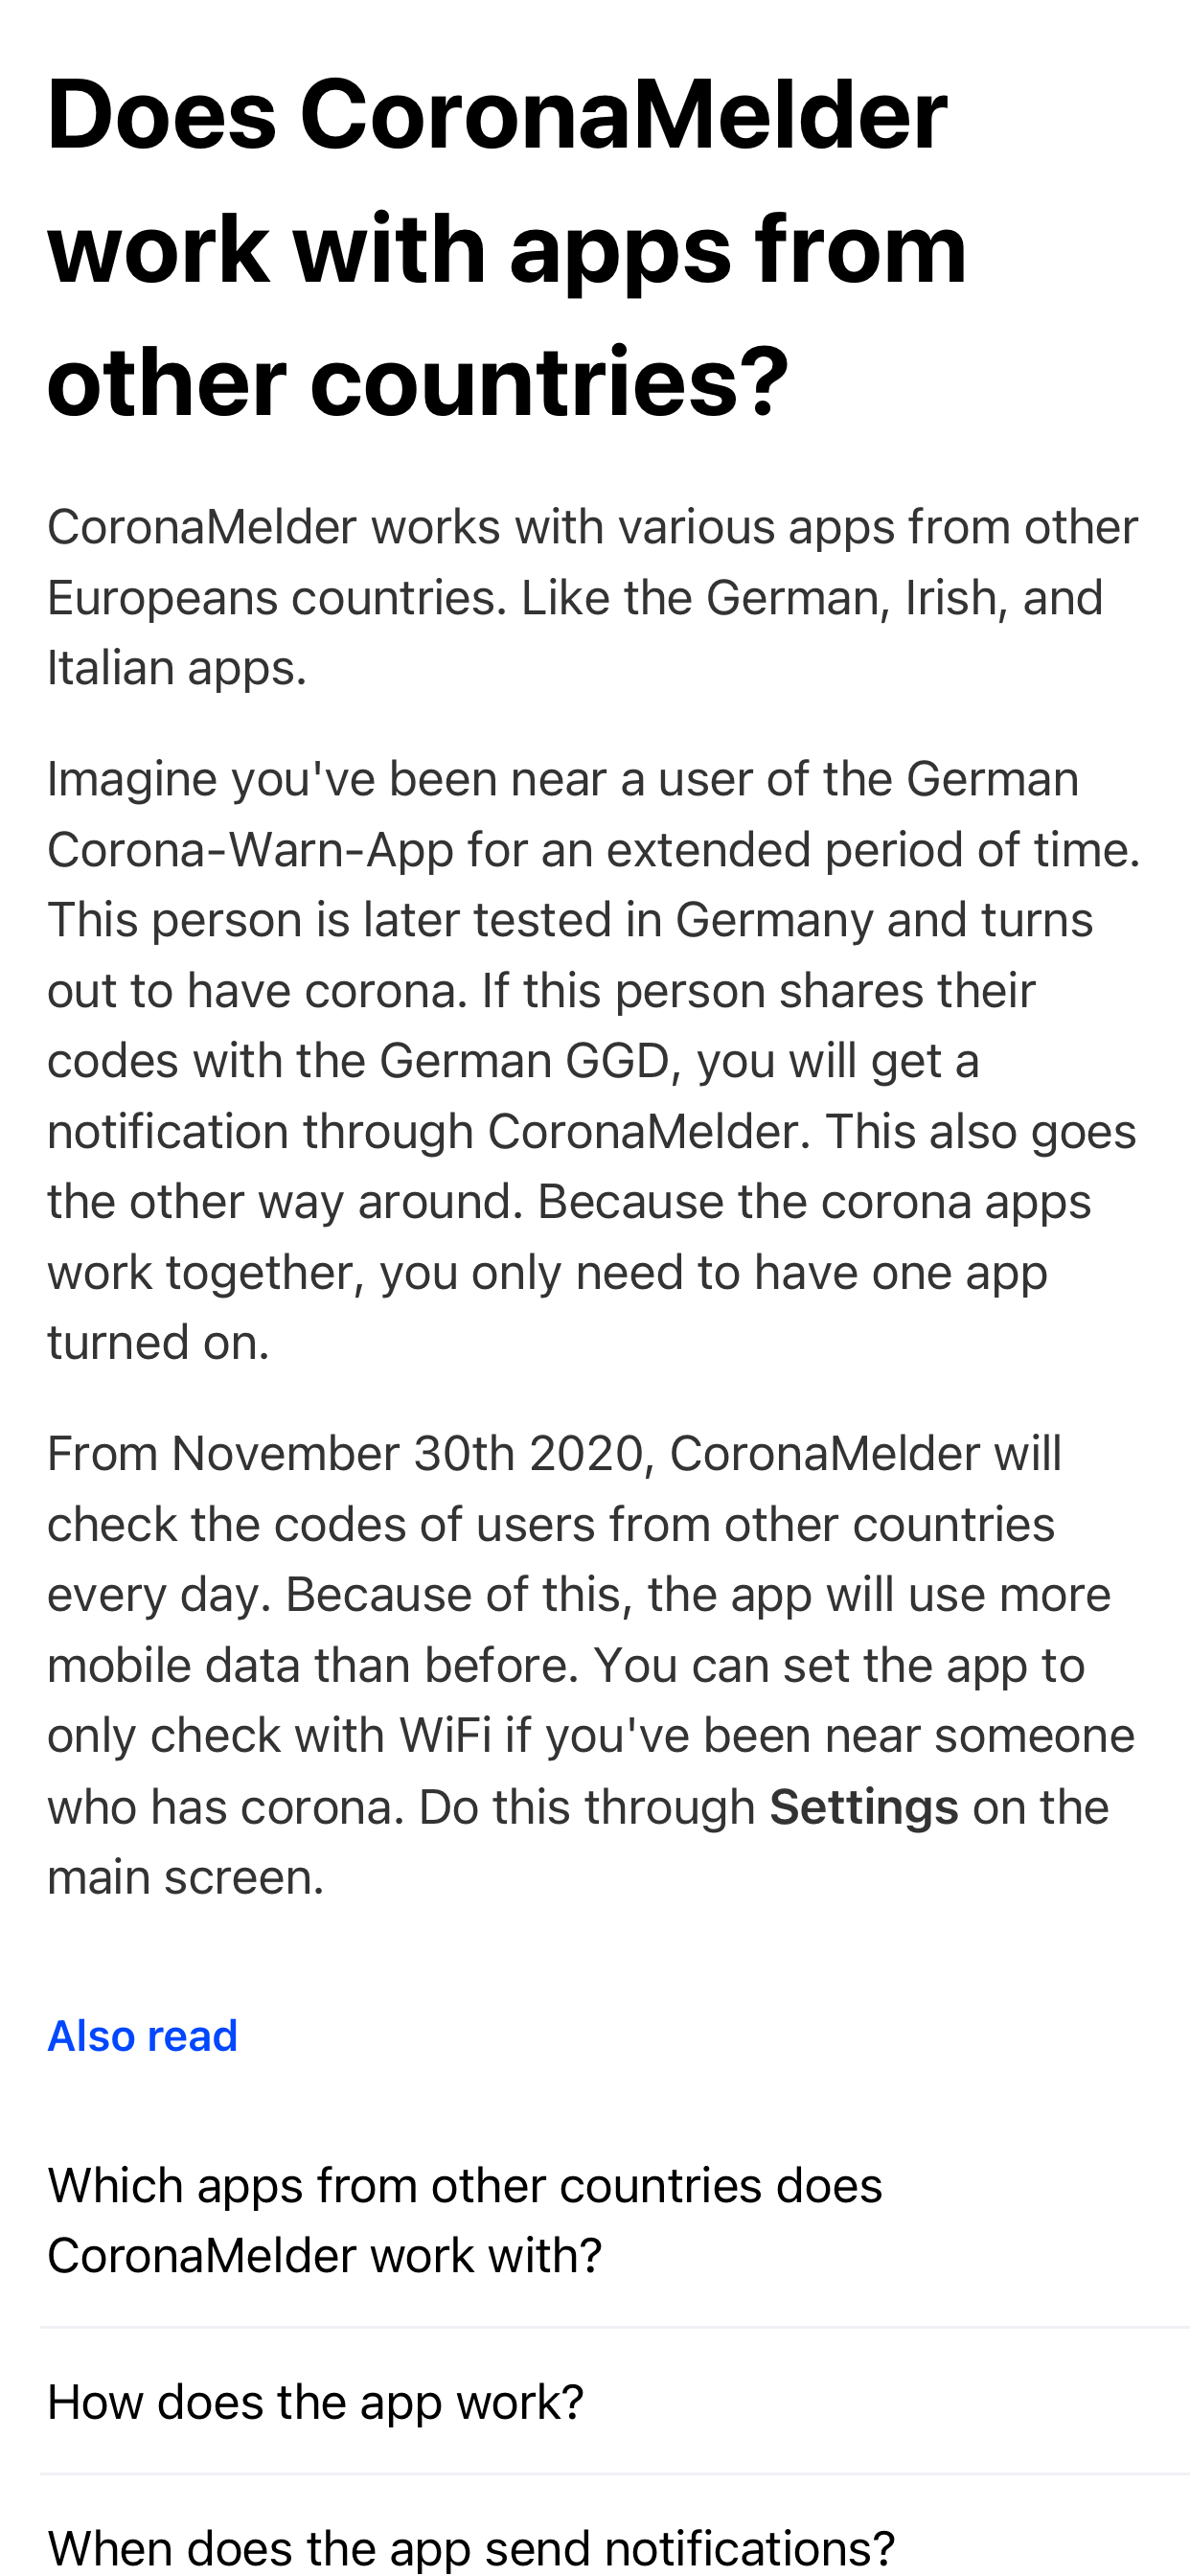 Does CoronaMelder
work with apps from
other countries?
CoronaMelder works with various apps from other
Europeans countries. Like the German, Irish, and
Italian apps.
Imagine you've been near a user of the German
Corona-Warn-App for an extended period of time.
This person is later tested in Germany and turns
out to have corona. If this person shares their
codes with the German GGD, you will get a
notification through CoronaMelder. This also goes
the other way around. Because the corona apps
work together, you only need to have one app
turned on.
From November 30th 2020, CoronaMelder will
check the codes of users from other countries
every day. Because of this, the app will use more
mobile data than before. You can set the app to
only check with WiFi if you've been near someone
who has corona. Do this through Settings on the
main screen.
Also read
Which apps from other countries does
CoronaMelder work with?
How does the app work?
When does the app send notifications?